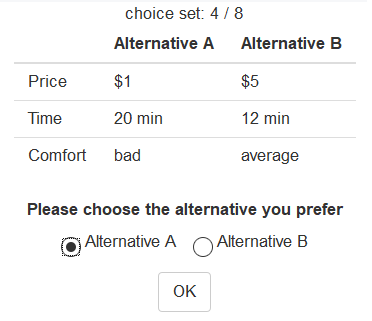 choice set: 4 / 8
Alternative A Alternative B
Price $1 $5
Time 20 min 12 min
Comfort bad average
Please choose the alternative you prefer
Alternative A Alternative B
OK